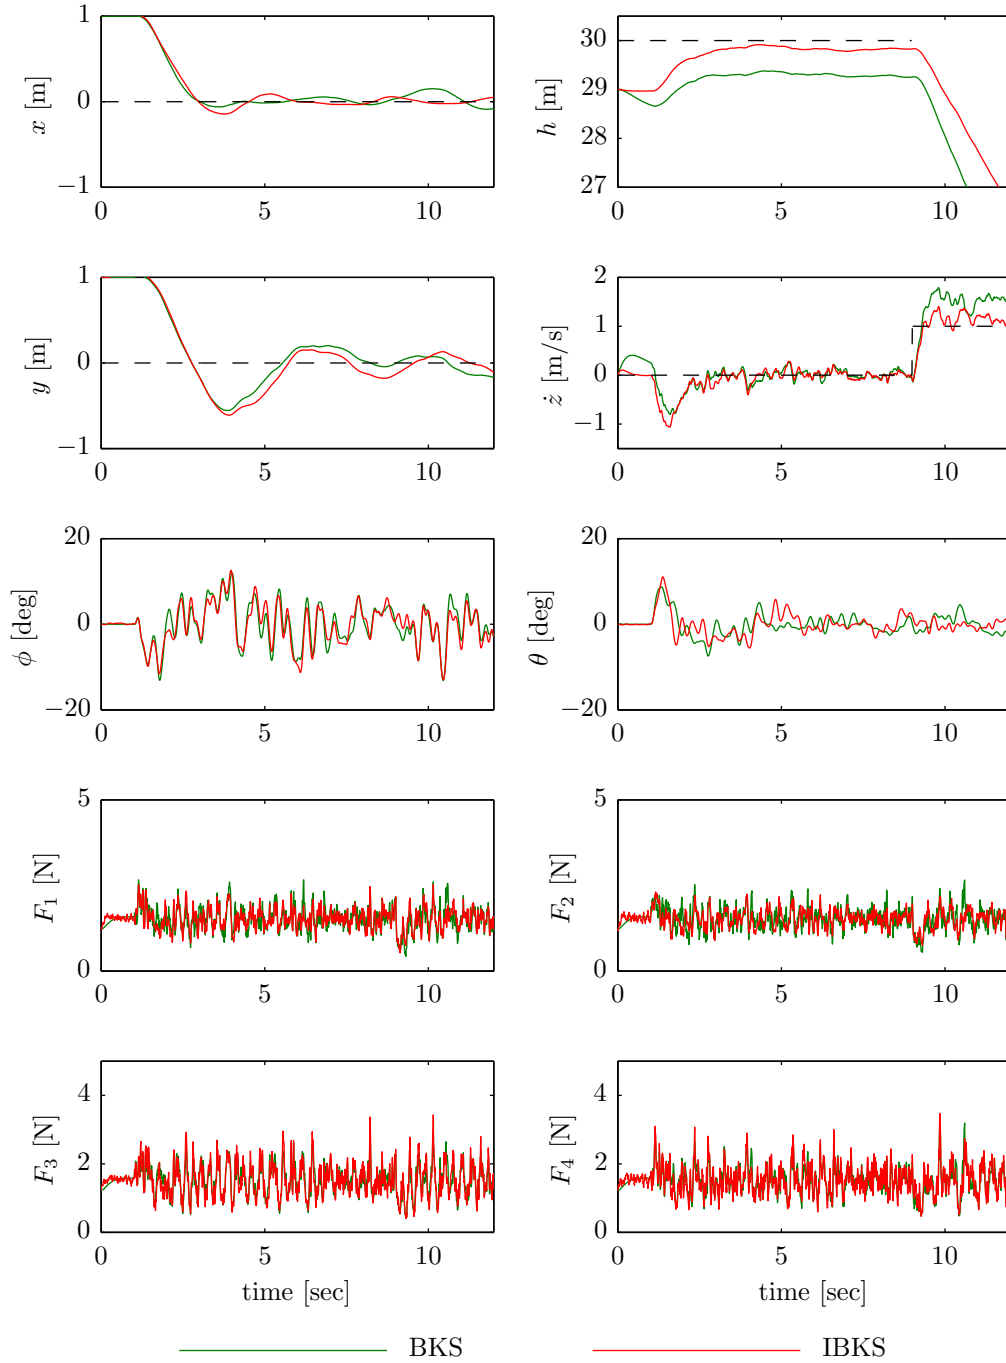 1
0
−1
x [m]
0 5 10
30
29
28
27
h [m]
0 5 10
1
0
−1
y [m]
0 5 10
2
1
0
−1
ż [m/s]
0 5 10
20
0
−20
ϕ [deg]
0 5 10
20
0
−20
θ [deg]
0 5 10
5
0
F₁ [N]
0 5 10
5
0
F₂ [N]
0 5 10
4
2
0
F₃ [N]
0 5 10
time [sec]
4
2
0
F₄ [N]
0 5 10
time [sec]
BKS IBKS